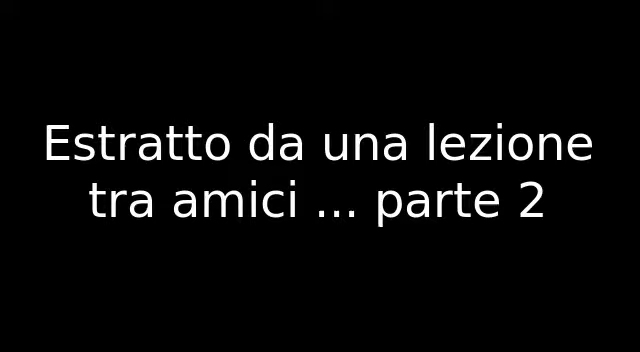 Estratto da una lezione
tra amici ... parte 2